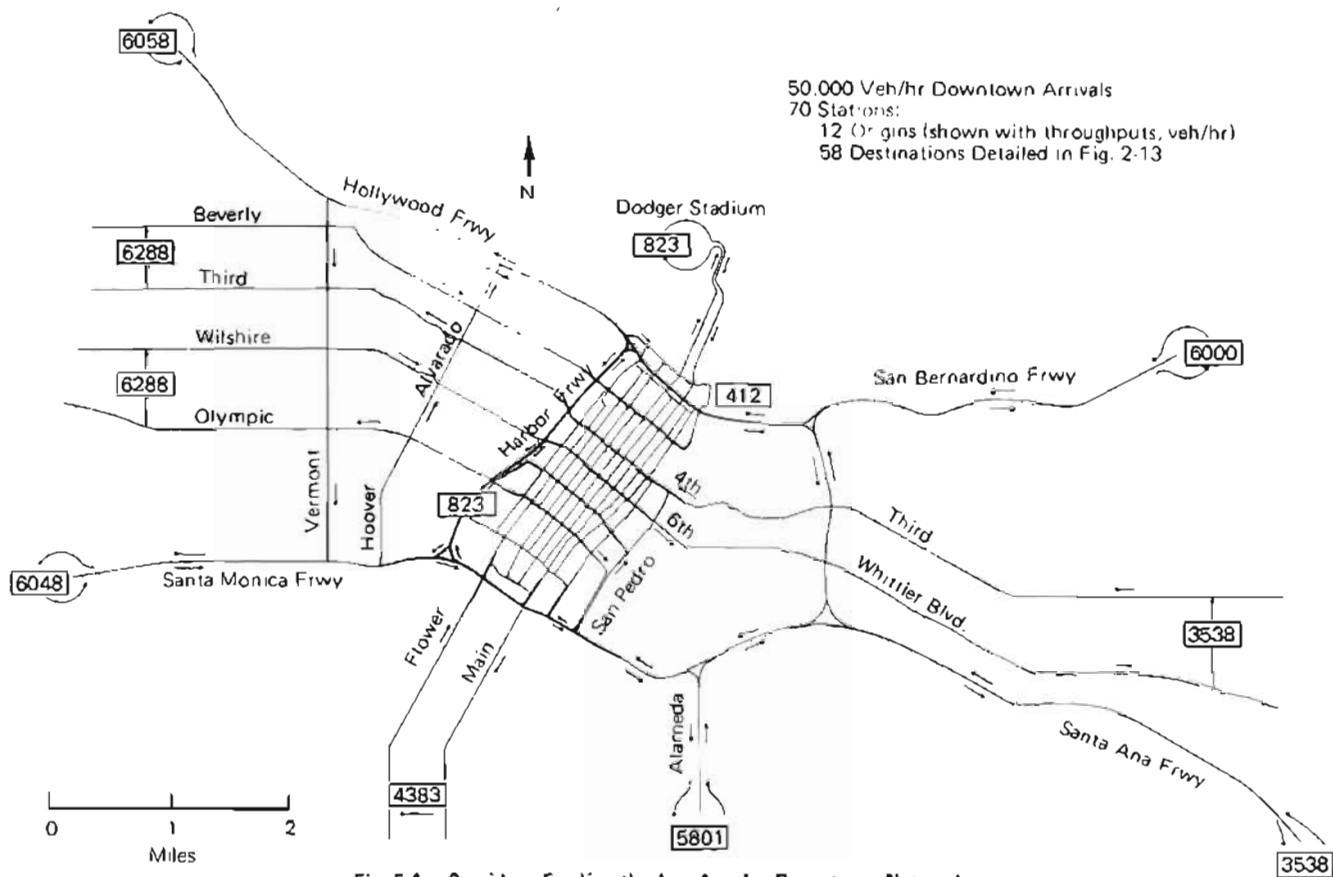 6058
50,000 Veh/hr Downtown Arrivals
70 Stations:
12 Origins (shown with throughputs, veh/hr)
58 Destinations Detailed in Fig. 2-13
N
Hollywood Frwy
Dodger Stadium
823
Beverly
6288
Third
Wilshire
6288
Olympic
Alvarado
Harbor Frwy
412
San Bernardino Frwy
6000
Vermont
Hoover
823
4th
6th
Third
Whittier Blvd.
6048
Santa Monica Frwy
San Pedro
3538
Flower
Main
Alameda
Santa Ana Frwy
4383
5801
3538
0 1 2
Miles